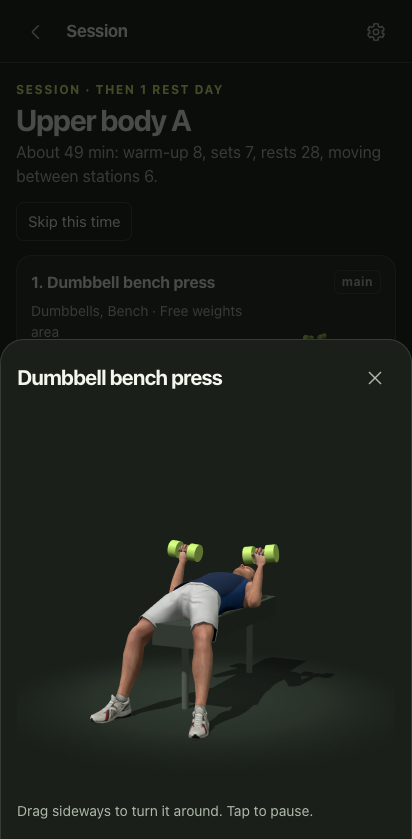 Session
SESSION · THEN 1 REST DAY
Upper body A
About 49 min: warm-up 8, sets 7, rests 28, moving
between stations 6.
Skip this time
1. Dumbbell bench press
main
Dumbbells, Bench · Free weights
area
Dumbbell bench press
Drag sideways to turn it around. Tap to pause.